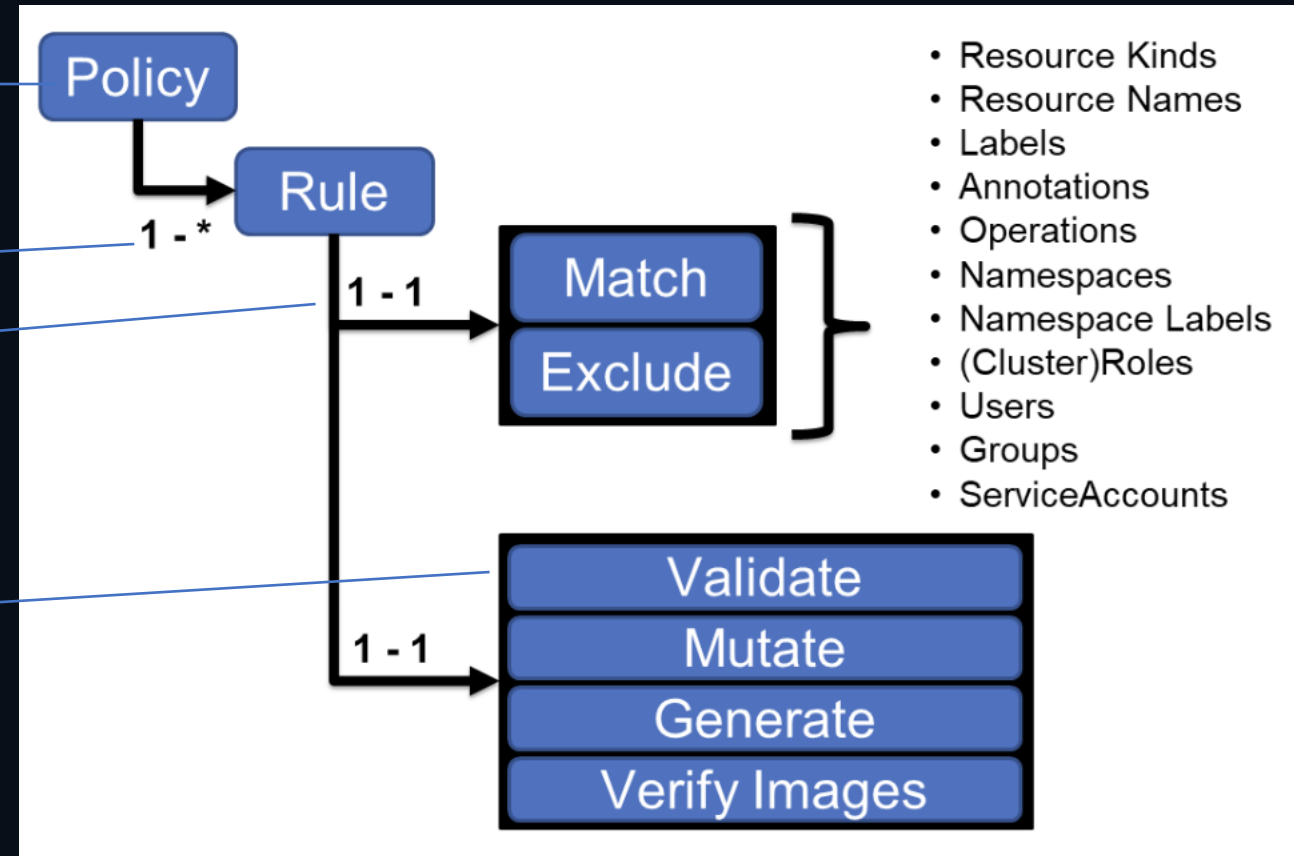 Policy
Rule
1 - *
1 - 1
Match
Exclude
• Resource Kinds
• Resource Names
• Labels
• Annotations
• Operations
• Namespaces
• Namespace Labels
• (Cluster)Roles
• Users
• Groups
• ServiceAccounts
1 - 1
Validate
Mutate
Generate
Verify Images